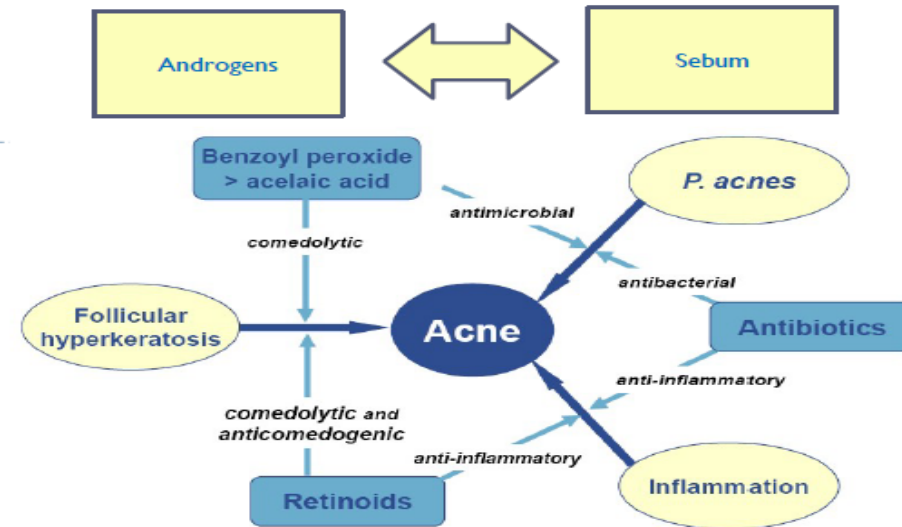 Androgens
Sebum
Benzoyl peroxide
> acelaic acid
P. acnes
antimicrobial
comedolytic
antibacterial
Follicular
hyperkeratosis
Acne
Antibiotics
anti-inflammatory
comedolytic and
anticomedogenic
anti-inflammatory
Retinoids
Inflammation